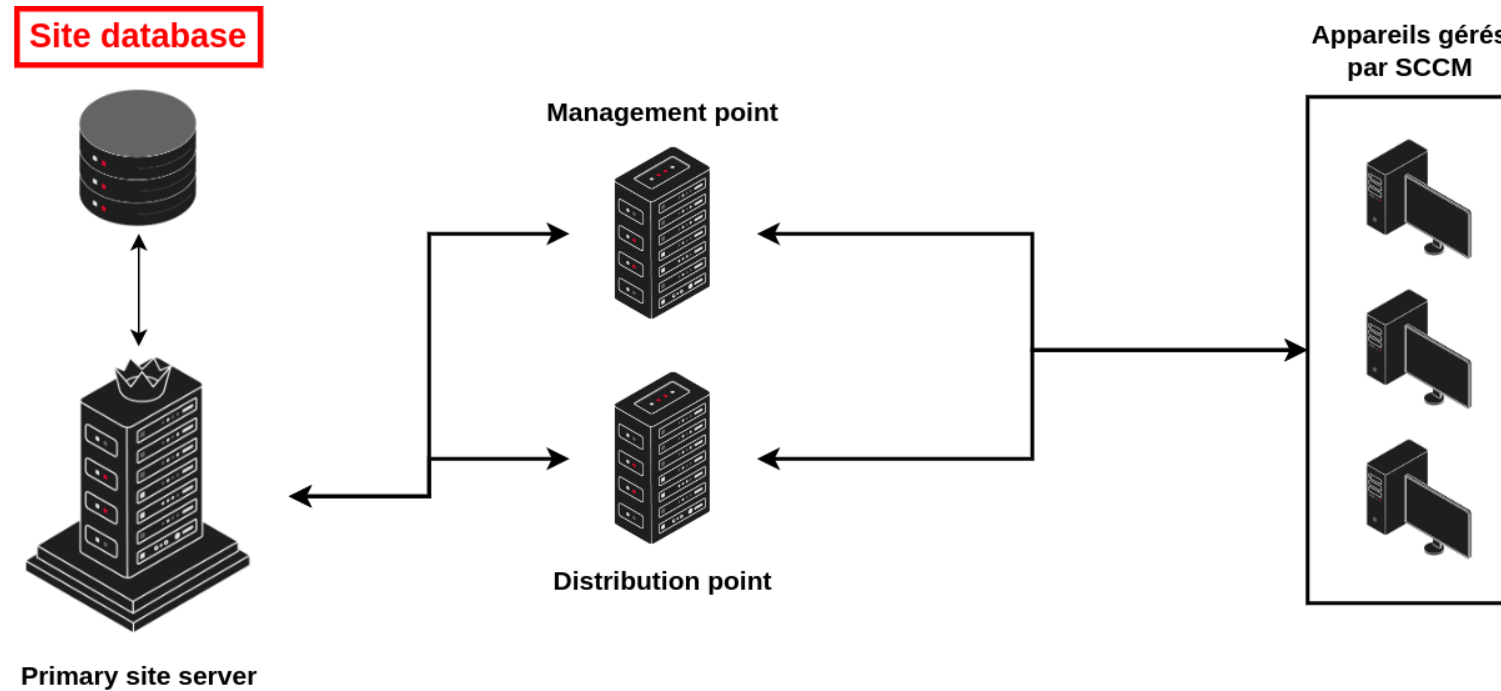 Site database
Management point
Appareils gérés
par SCCM
Distribution point
Primary site server